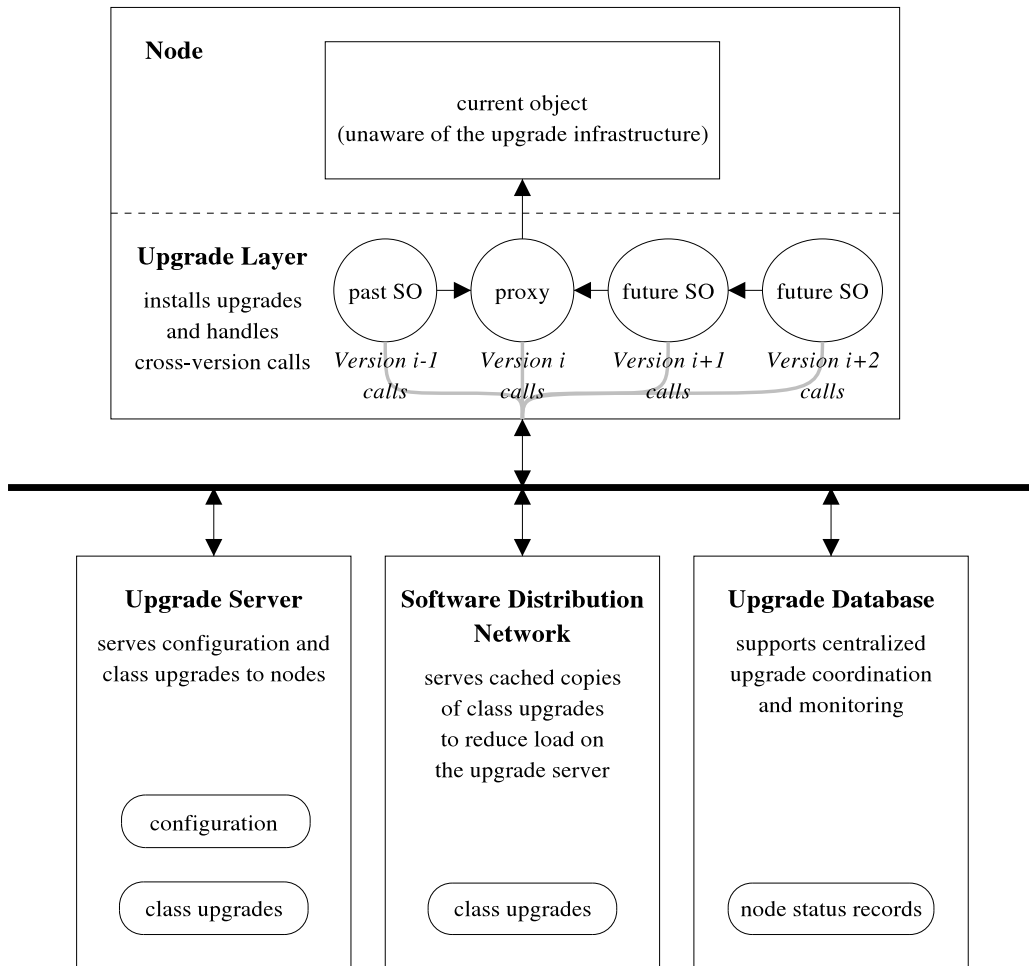 Node
current object
(unaware of the upgrade infrastructure)
Upgrade Layer
installs upgrades
and handles
cross-version calls
past SO
proxy
future SO
future SO
Version i-1
calls
Version i
calls
Version i+1
calls
Version i+2
calls
Upgrade Server
serves configuration and
class upgrades to nodes
configuration
class upgrades
Software Distribution
Network
serves cached copies
of class upgrades
to reduce load on
the upgrade server
class upgrades
Upgrade Database
supports centralized
upgrade coordination
and monitoring
node status records